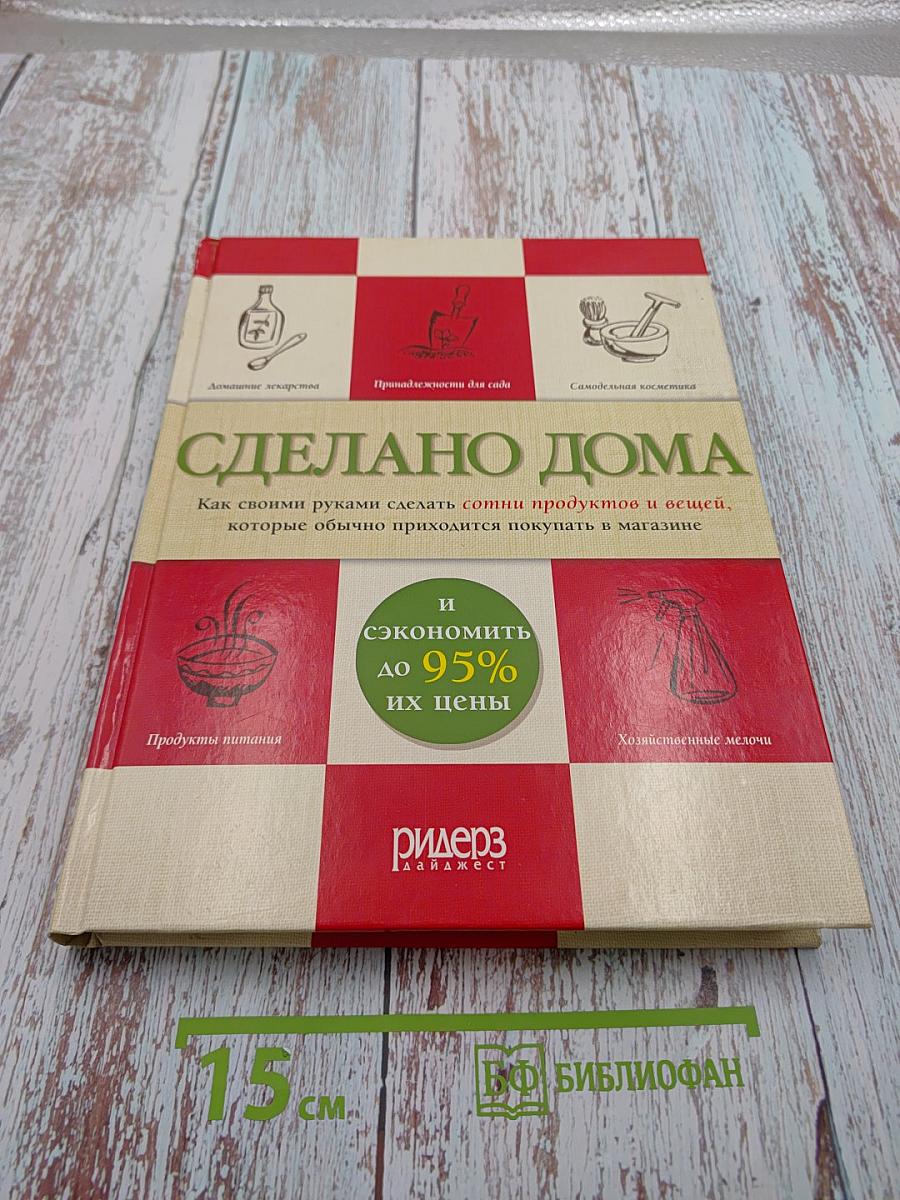 Домашние лекарства
Принадлежности для сада
Самодельная косметика
СДЕЛАНО ДОМА
Как своими руками сделать сотни продуктов и вещей,
которые обычно приходится покупать в магазине
и
сэкономить
до 95%
их цены
Продукты питания
Хозяйственные мелочи
РИДЕРЗ
ДАЙДЖЕСТ
15 см
БФ БИБЛИОФАН